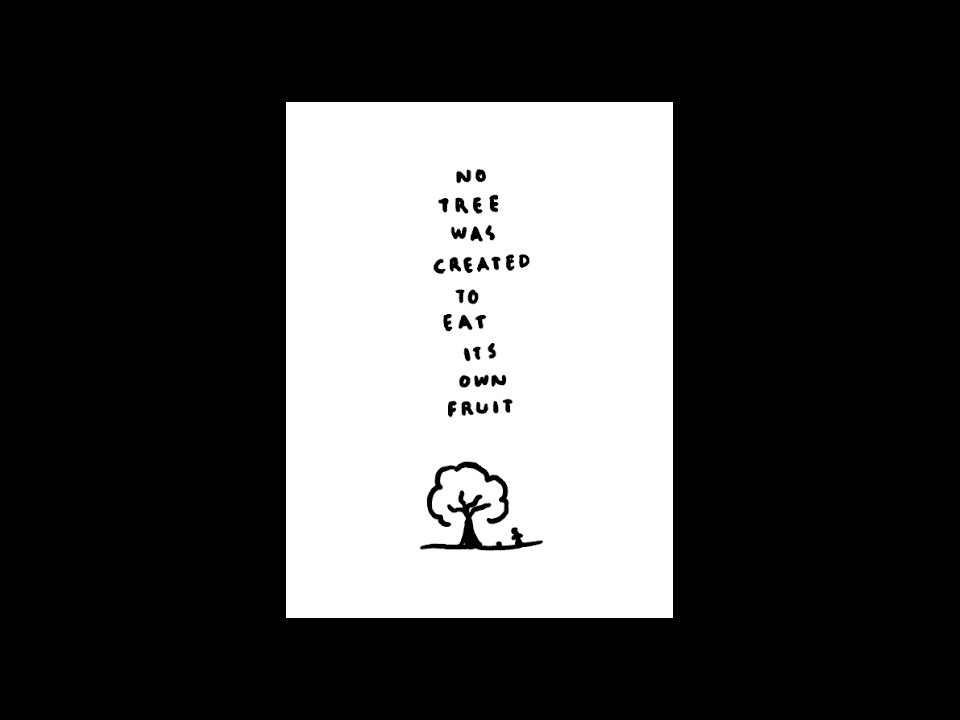 NO
TREE
WAS
CREATED
TO
EAT
ITS
OWN
FRUIT